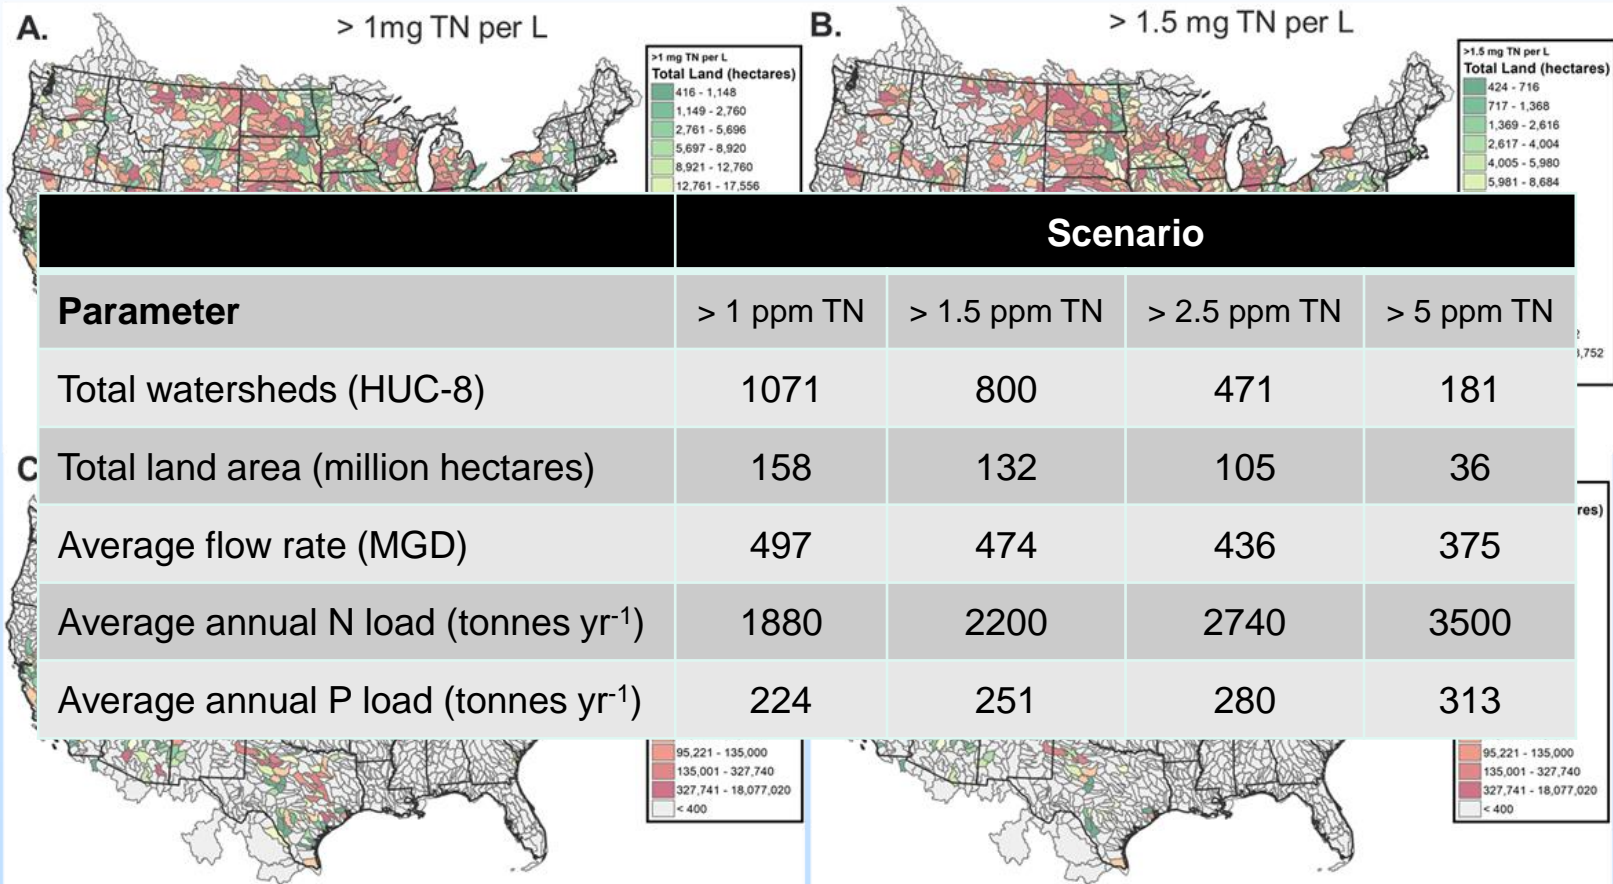 A.
> 1mg TN per L
>1 mg TN per L
Total Land (hectares)
416 - 1,148
1,149 - 2,760
2,761 - 5,696
5,697 - 8,920
8,921 - 12,760
12,761 - 17,556
B.
> 1.5 mg TN per L
>1.5 mg TN per L
Total Land (hectares)
424 - 716
717 - 1,368
1,369 - 2,616
2,617 - 4,004
4,005 - 5,980
5,981 - 8,684
Scenario
Parameter > 1 ppm TN > 1.5 ppm TN > 2.5 ppm TN > 5 ppm TN
Total watersheds (HUC-8) 1071 800 471 181
Total land area (million hectares) 158 132 105 36
Average flow rate (MGD) 497 474 436 375
Average annual N load (tonnes yr-1) 1880 2200 2740 3500
Average annual P load (tonnes yr-1) 224 251 280 313
,752
C
res)
95,221 - 135,000
135,001 - 327,740
327,741 - 18,077,020
< 400
95,221 - 135,000
135,001 - 327,740
327,741 - 18,077,020
< 400